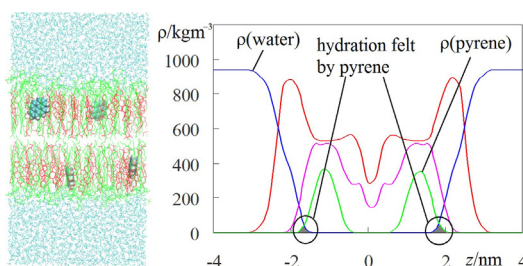 ρ/kgm⁻³
ρ(water)
hydration felt
by pyrene
ρ(pyrene)
1000
800
600
400
200
0
-4
-2
0
2
4
z/nm